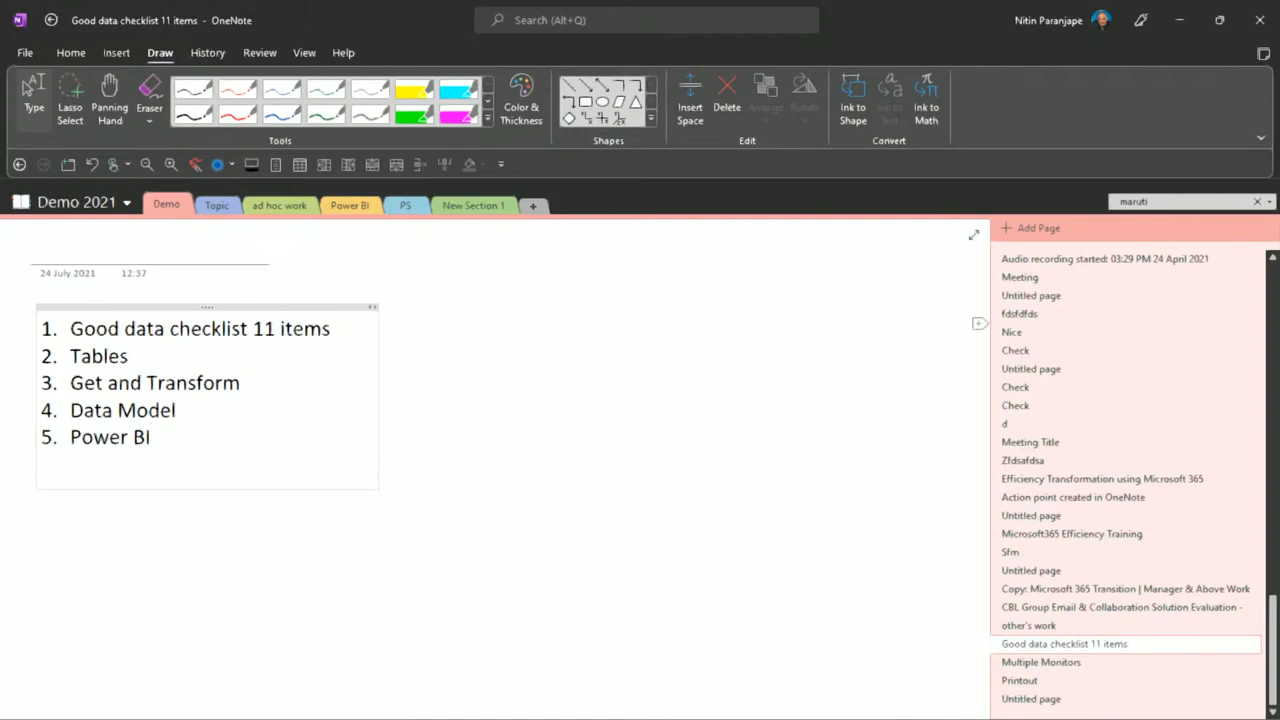 Good data checklist 11 items - OneNote
Search (Alt+Q)
Nitin Paranjape
File Home Insert Draw History Review View Help
Type
Lasso Select
Panning Hand
Eraser
Color & Thickness
Insert Space
Delete
Arrange
Rotate
Ink to Shape
Ink to Text
Ink to Math
Tools
Shapes
Edit
Convert
Demo 2021
Demo
Topic
ad hoc work
Power BI
PS
New Section 1
maruti
24 July 2021 12:37
1. Good data checklist 11 items
2. Tables
3. Get and Transform
4. Data Model
5. Power BI
Add Page
Audio recording started: 03:29 PM 24 April 2021
Meeting
Untitled page
fdsfdfds
Nice
Check
Untitled page
Check
Check
d
Meeting Title
Zfdsafdsa
Efficiency Transformation using Microsoft 365
Action point created in OneNote
Untitled page
Microsoft365 Efficiency Training
Sfm
Untitled page
Copy: Microsoft 365 Transition | Manager & Above Work
CBL Group Email & Collaboration Solution Evaluation -
other's work
Good data checklist 11 items
Multiple Monitors
Printout
Untitled page